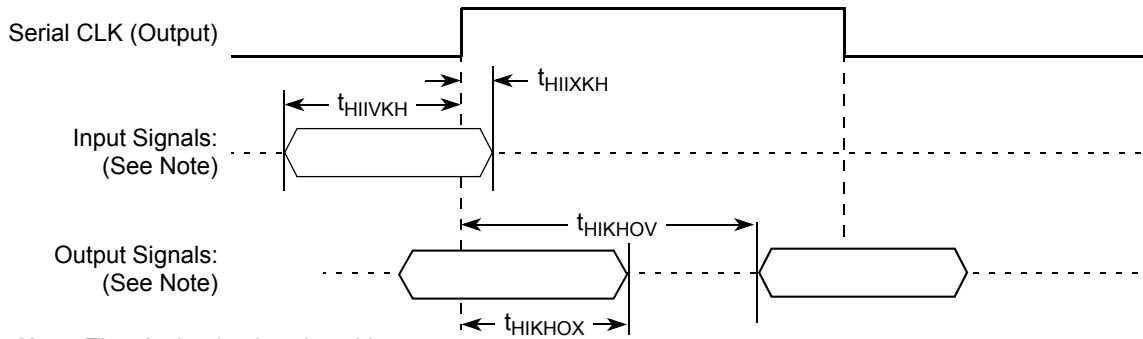 Serial CLK (Output)
tHIIXKH
tHIIVKH
Input Signals:
(See Note)
tHIKHOV
Output Signals:
(See Note)
tHIKHOX